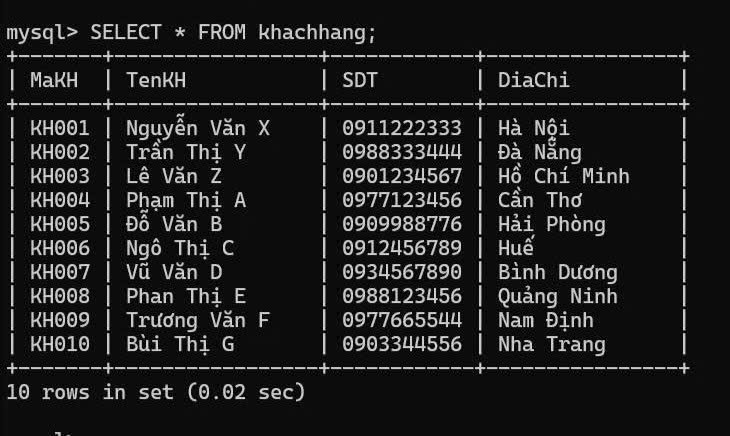 mysql> SELECT * FROM khachhang;
+-------+-----------------+------------+----------------+
| MaKH  | TenKH           | SDT        | DiaChi         |
+-------+-----------------+------------+----------------+
| KH001 | Nguyễn Văn X    | 0911222333 | Hà Nội         |
| KH002 | Trần Thị Y      | 0988333444 | Đà Nẵng        |
| KH003 | Lê Văn Z        | 0901234567 | Hồ Chí Minh    |
| KH004 | Phạm Thị A      | 0977123456 | Cần Thơ        |
| KH005 | Đỗ Văn B        | 0909988776 | Hải Phòng      |
| KH006 | Ngô Thị C       | 0912456789 | Huế            |
| KH007 | Vũ Văn D        | 0934567890 | Bình Dương     |
| KH008 | Phan Thị E      | 0988123456 | Quảng Ninh     |
| KH009 | Trương Văn F    | 0977665544 | Nam Định       |
| KH010 | Bùi Thị G       | 0903344556 | Nha Trang      |
+-------+-----------------+------------+----------------+
10 rows in set (0.02 sec)